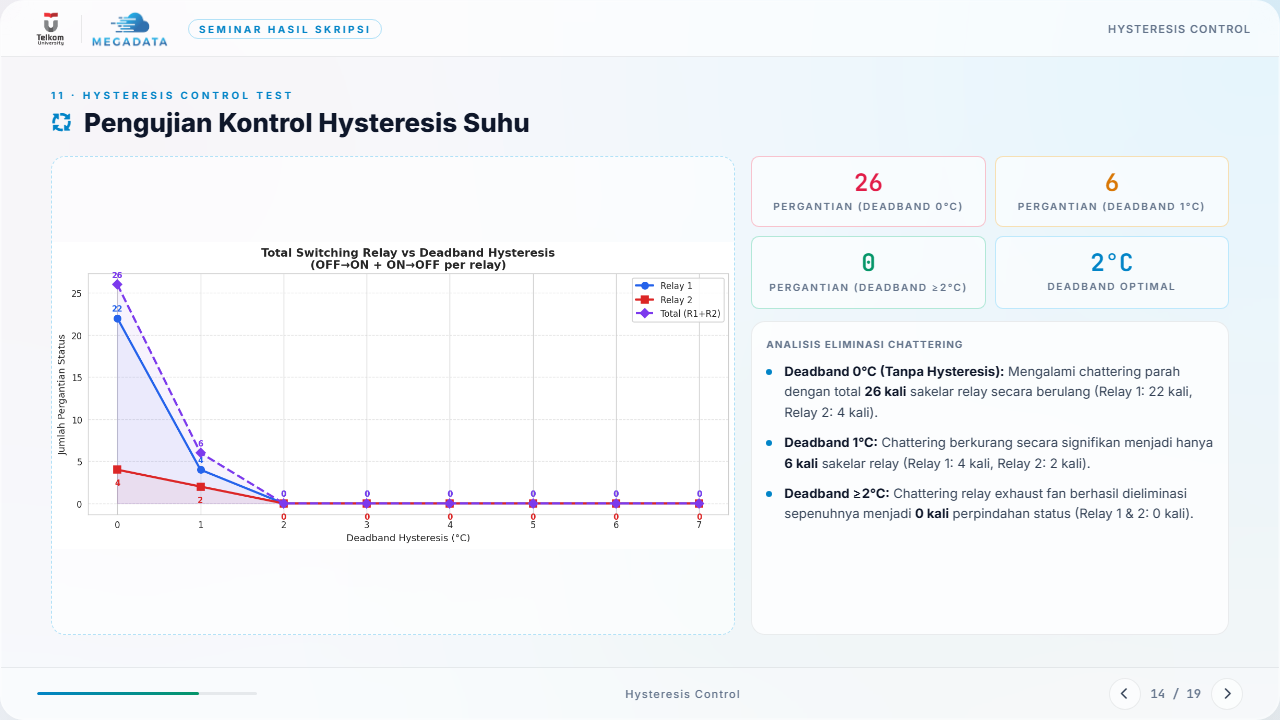 Telkom
University
MEGADATA
SEMINAR HASIL SKRIPSI
HYSTERESIS CONTROL
11 · HYSTERESIS CONTROL TEST
Pengujian Kontrol Hysteresis Suhu
Total Switching Relay vs Deadband Hysteresis
(OFF→ON + ON→OFF per relay)
Relay 1
Relay 2
Total (R1+R2)
Jumlah Pergantian Status
25
20
15
10
5
0
26
22
4
6
4
2
0 0 0 0 0 0
0 0 0 0 0 0
0 1 2 3 4 5 6 7
Deadband Hysteresis (°C)
26
PERGANTIAN (DEADBAND 0°C)
6
PERGANTIAN (DEADBAND 1°C)
0
PERGANTIAN (DEADBAND ≥2°C)
2°C
DEADBAND OPTIMAL
ANALISIS ELIMINASI CHATTERING
Deadband 0°C (Tanpa Hysteresis): Mengalami chattering parah
dengan total 26 kali sakelar relay secara berulang (Relay 1: 22 kali,
Relay 2: 4 kali).
Deadband 1°C: Chattering berkurang secara signifikan menjadi hanya
6 kali sakelar relay (Relay 1: 4 kali, Relay 2: 2 kali).
Deadband ≥2°C: Chattering relay exhaust fan berhasil dieliminasi
sepenuhnya menjadi 0 kali perpindahan status (Relay 1 & 2: 0 kali).
Hysteresis Control
14 / 19